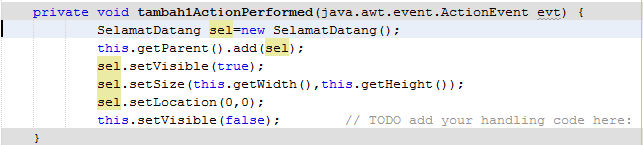 private void tambah1ActionPerformed(java.awt.event.ActionEvent evt) {
SelamatDatang sel=new SelamatDatang();
this.getParent().add(sel);
sel.setVisible(true);
sel.setSize(this.getWidth(),this.getHeight());
sel.setLocation(0,0);
this.setVisible(false);        // TODO add your handling code here:
}